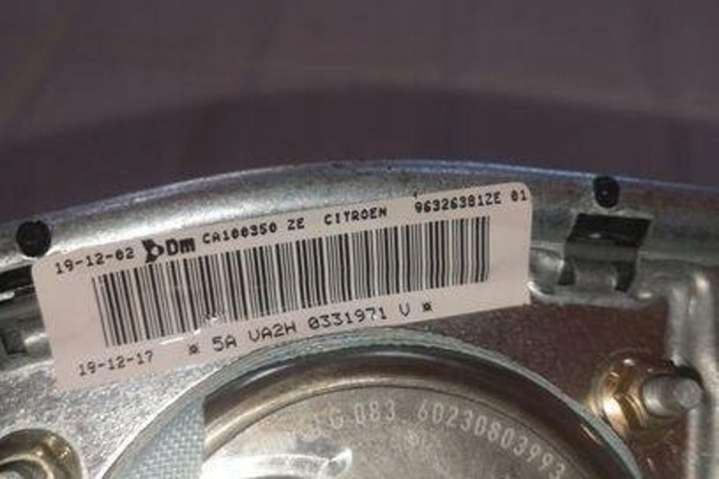 19-12-02 Dm CA100350 ZE CITROEN 96326381ZE 01
19-12-17 * 5A VA2H 0331971 V *
G 083 60230803993